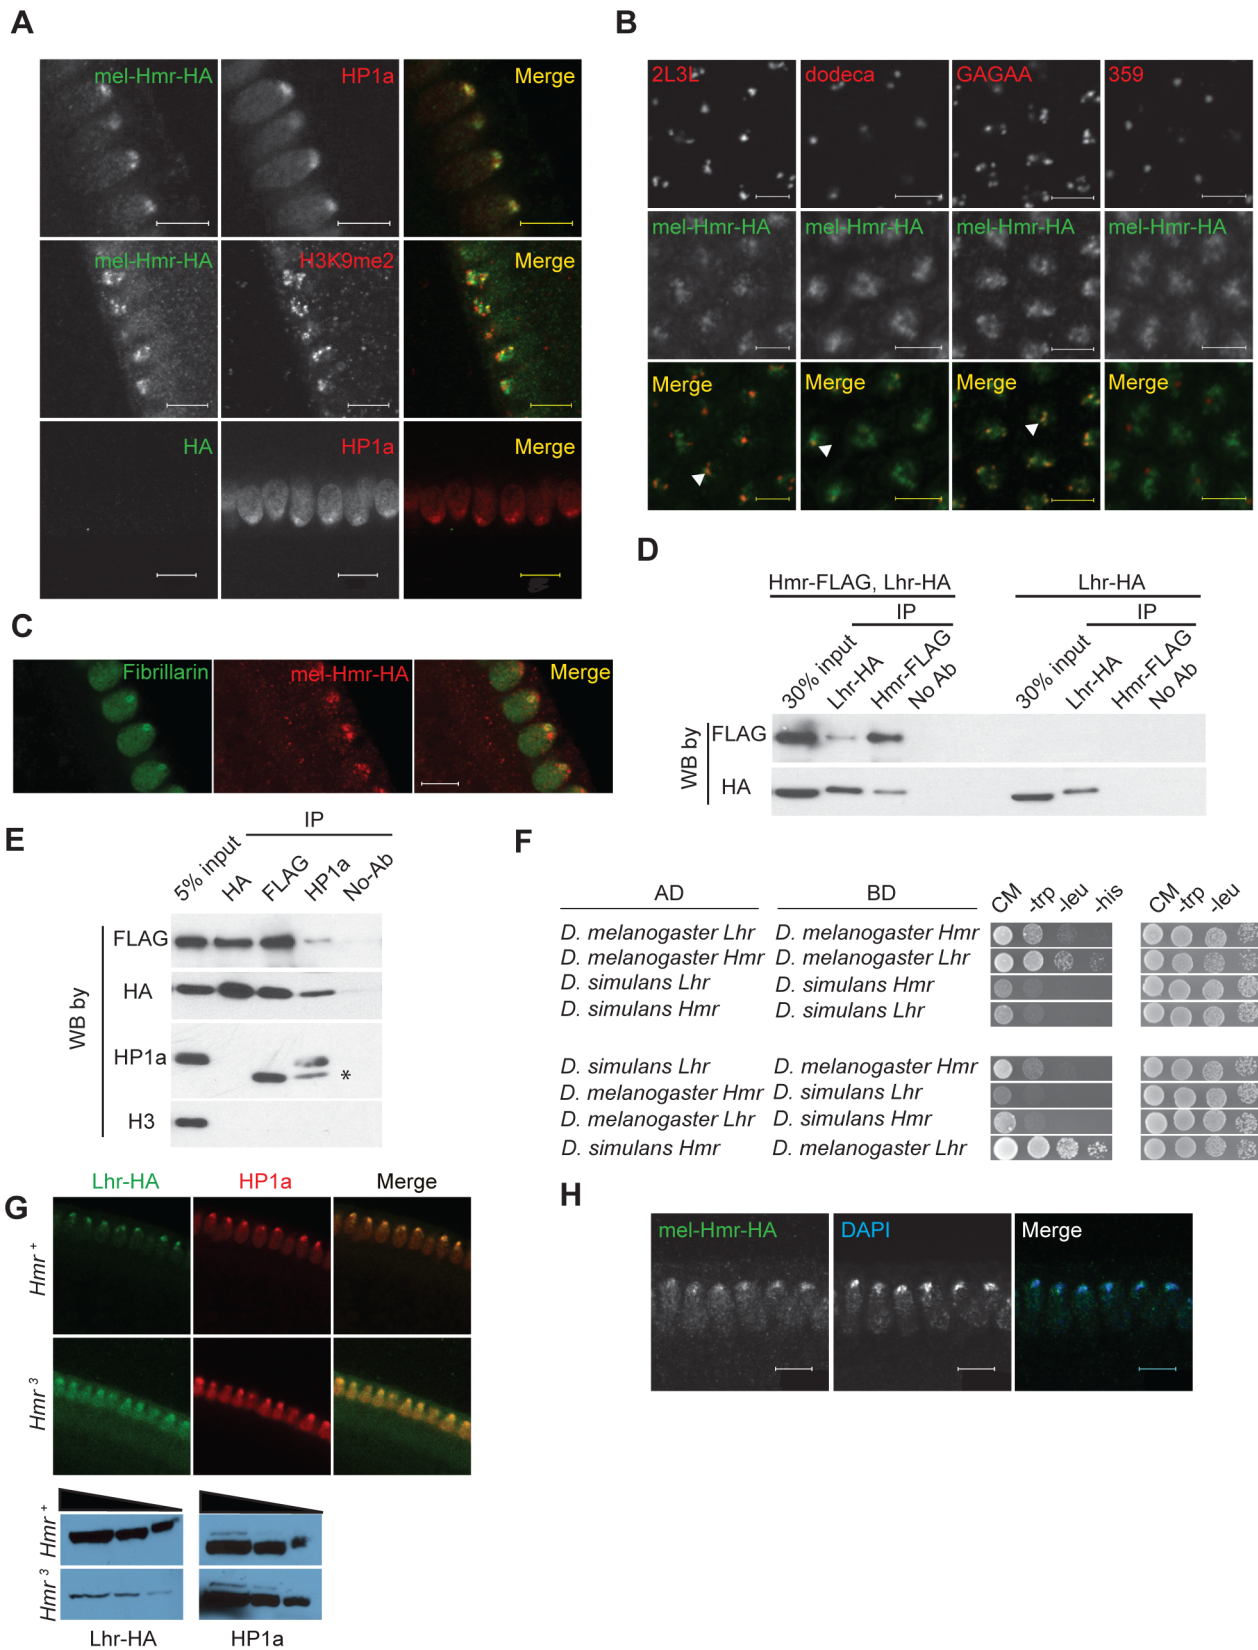 A
mel-Hmr-HA HP1a Merge
mel-Hmr-HA H3K9me2 Merge
HA HP1a Merge
B
2L3L dodeca GAGAA 359
mel-Hmr-HA mel-Hmr-HA mel-Hmr-HA mel-Hmr-HA
Merge Merge Merge Merge
C
Fibrillarin mel-Hmr-HA Merge
D
Hmr-FLAG, Lhr-HA Lhr-HA
IP IP
30% input Lhr-HA Hmr-FLAG No Ab 30% input Lhr-HA Hmr-FLAG No Ab
WB by
FLAG
HA
E
IP
5% input HA FLAG HP1a No-Ab
WB by
FLAG
HA
HP1a *
H3
F
AD BD CM -trp -leu -his CM -trp -leu
D. melanogaster Lhr D. melanogaster Hmr
D. melanogaster Hmr D. melanogaster Lhr
D. simulans Lhr D. simulans Hmr
D. simulans Hmr D. simulans Lhr
D. simulans Lhr D. melanogaster Hmr
D. melanogaster Hmr D. simulans Lhr
D. melanogaster Lhr D. simulans Hmr
D. simulans Hmr D. melanogaster Lhr
G
Lhr-HA HP1a Merge
Hmr +
Hmr 3
Hmr +
Hmr 3
Lhr-HA HP1a
H
mel-Hmr-HA DAPI Merge